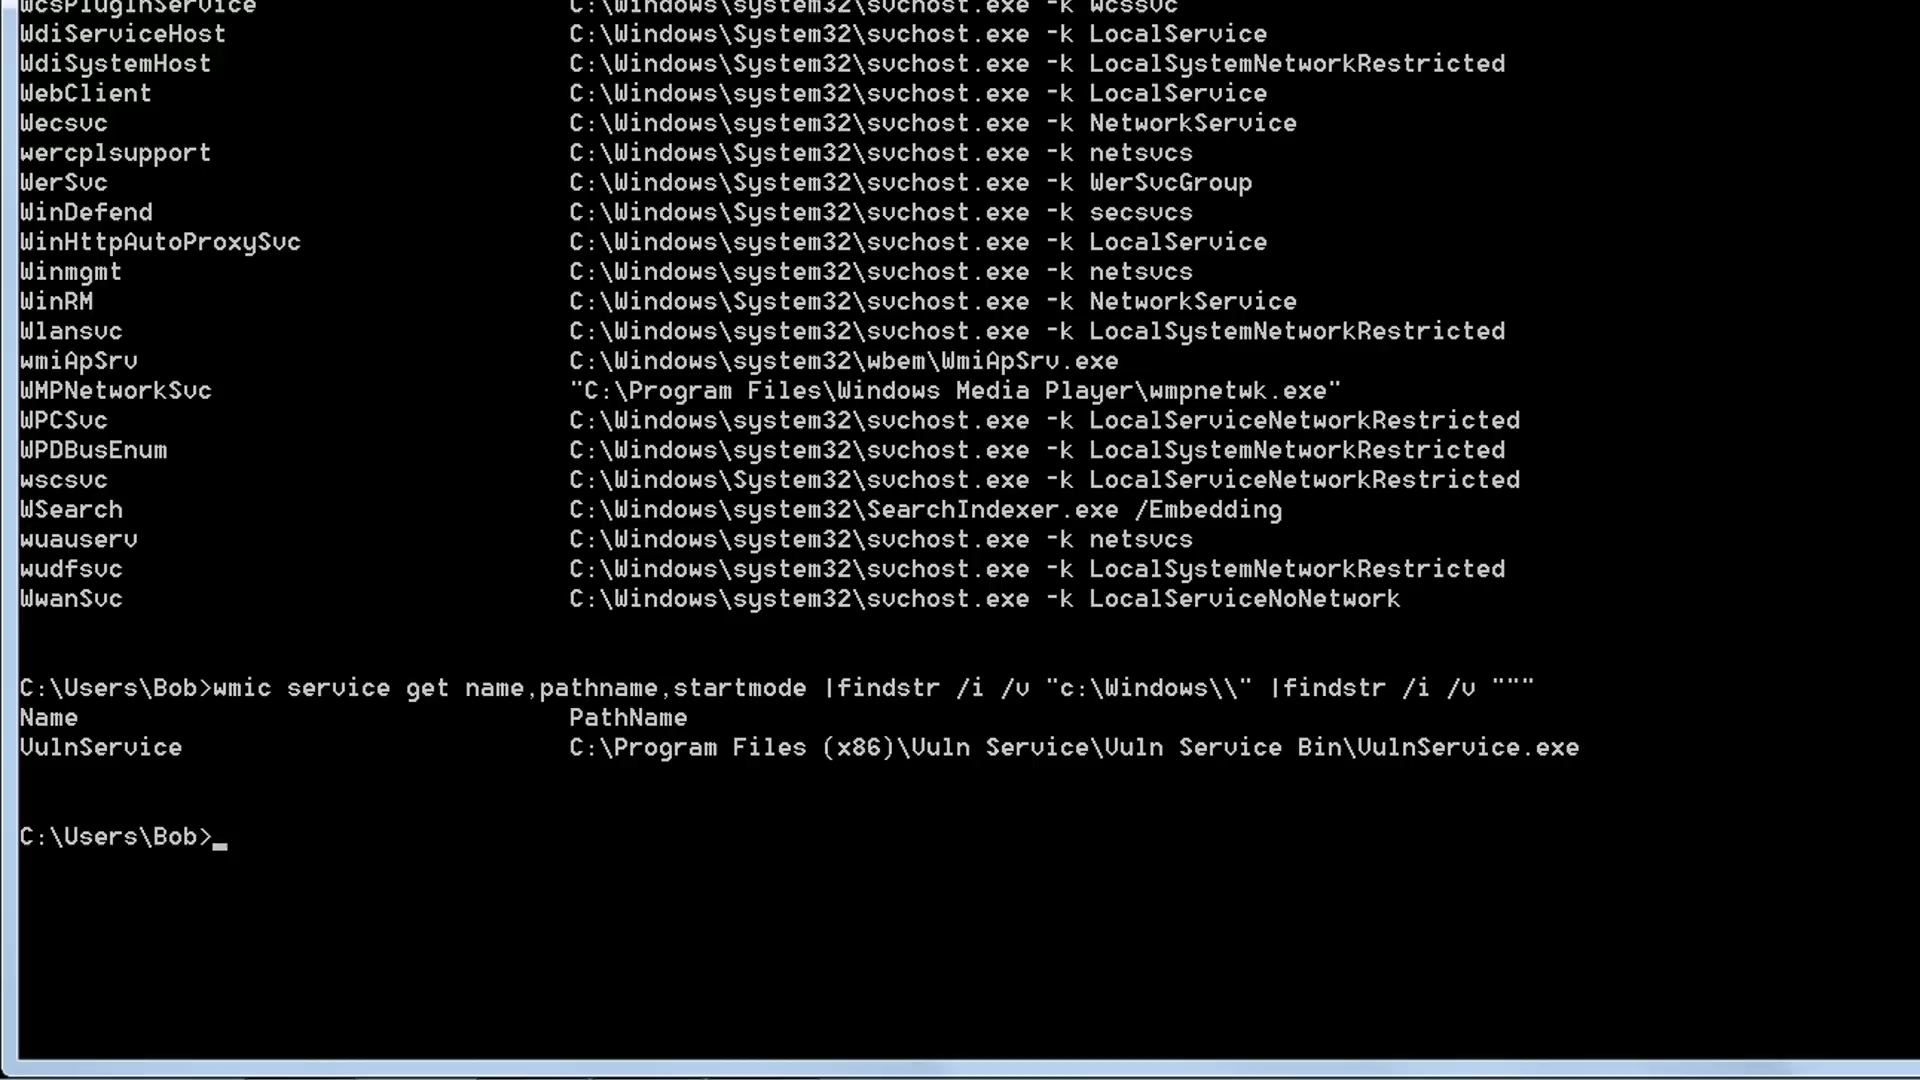 WcsPlugInService C:\Windows\system32\svchost.exe -k wcssvc
WdiServiceHost C:\Windows\System32\svchost.exe -k LocalService
WdiSystemHost C:\Windows\System32\svchost.exe -k LocalSystemNetworkRestricted
WebClient C:\Windows\system32\svchost.exe -k LocalService
Wecsvc C:\Windows\system32\svchost.exe -k NetworkService
wercplsupport C:\Windows\System32\svchost.exe -k netsvcs
WerSvc C:\Windows\System32\svchost.exe -k WerSvcGroup
WinDefend C:\Windows\System32\svchost.exe -k secsvcs
WinHttpAutoProxySvc C:\Windows\system32\svchost.exe -k LocalService
Winmgmt C:\Windows\system32\svchost.exe -k netsvcs
WinRM C:\Windows\System32\svchost.exe -k NetworkService
Wlansvc C:\Windows\system32\svchost.exe -k LocalSystemNetworkRestricted
wmiApSrv C:\Windows\system32\wbem\WmiApSrv.exe
WMPNetworkSvc "C:\Program Files\Windows Media Player\wmpnetwk.exe"
WPCSvc C:\Windows\system32\svchost.exe -k LocalServiceNetworkRestricted
WPDBusEnum C:\Windows\system32\svchost.exe -k LocalSystemNetworkRestricted
wscsvc C:\Windows\System32\svchost.exe -k LocalServiceNetworkRestricted
WSearch C:\Windows\system32\SearchIndexer.exe /Embedding
wuauserv C:\Windows\system32\svchost.exe -k netsvcs
wudfsvc C:\Windows\system32\svchost.exe -k LocalSystemNetworkRestricted
WwanSvc C:\Windows\system32\svchost.exe -k LocalServiceNoNetwork
C:\Users\Bob>wmic service get name,pathname,startmode |findstr /i /v "c:\Windows\\" |findstr /i /v """
Name PathName
VulnService C:\Program Files (x86)\Vuln Service\Vuln Service Bin\VulnService.exe
C:\Users\Bob>_